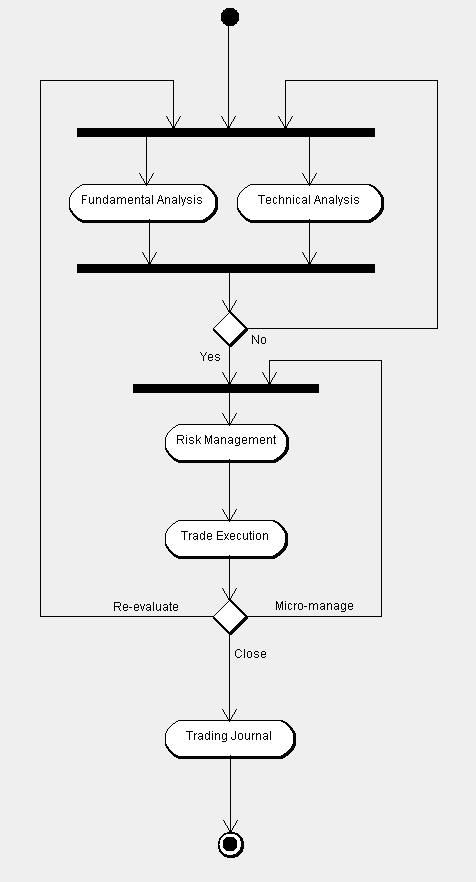 Fundamental Analysis
Technical Analysis
No
Yes
Risk Management
Trade Execution
Re-evaluate
Micro-manage
Close
Trading Journal